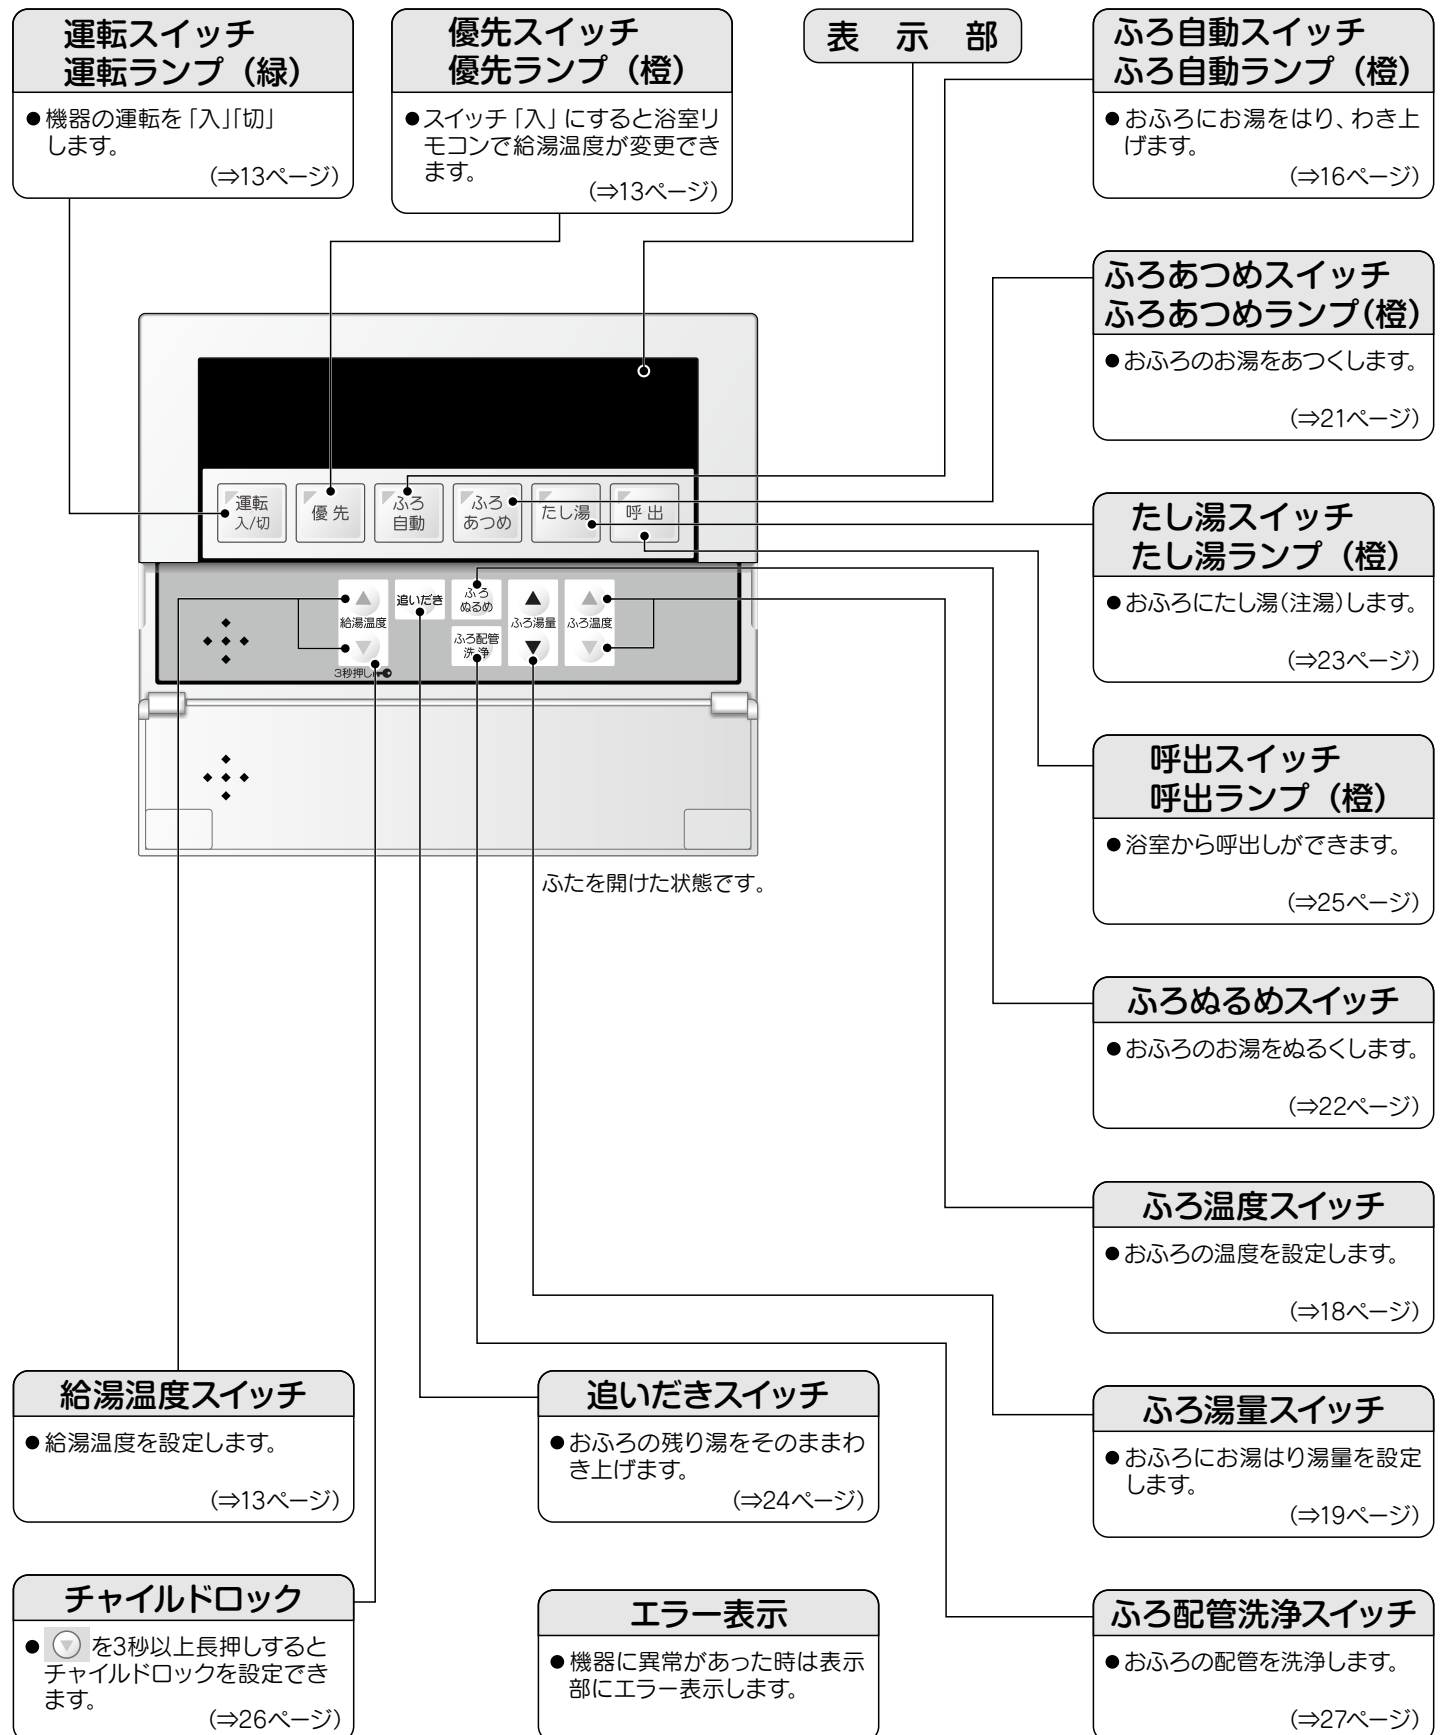 運転スイッチ
運転ランプ（緑）
●機器の運転を「入」「切」
します。
（⇒13ページ）
優先スイッチ
優先ランプ（橙）
●スイッチ「入」にすると浴室リ
モコンで給湯温度が変更でき
ます。
（⇒13ページ）
表 示 部
ふろ自動スイッチ
ふろ自動ランプ（橙）
●おふろにお湯をはり、わき上
げます。
（⇒16ページ）
ふろあつめスイッチ
ふろあつめランプ（橙）
●おふろのお湯をあつくします。
（⇒21ページ）
たし湯スイッチ
たし湯ランプ（橙）
●おふろにたし湯（注湯）します。
（⇒23ページ）
呼出スイッチ
呼出ランプ（橙）
●浴室から呼出しができます。
（⇒25ページ）
運転
入/切
優先
ふろ
自動
ふろ
あつめ
たし湯
呼出
給湯温度
3秒押し
追いだき
ふろ
ぬるめ
ふろ配管
洗浄
ふろ湯量
ふろ温度
ふたを開けた状態です。
ふろぬるめスイッチ
●おふろのお湯をぬるくします。
（⇒22ページ）
ふろ温度スイッチ
●おふろの温度を設定します。
（⇒18ページ）
給湯温度スイッチ
●給湯温度を設定します。
（⇒13ページ）
追いだきスイッチ
●おふろの残り湯をそのままわ
き上げます。
（⇒24ページ）
ふろ湯量スイッチ
●おふろにお湯はり湯量を設定
します。
（⇒19ページ）
チャイルドロック
●を3秒以上長押しすると
チャイルドロックを設定でき
ます。
（⇒26ページ）
エラー表示
●機器に異常があった時は表示
部にエラー表示します。
ふろ配管洗浄スイッチ
●おふろの配管を洗浄します。
（⇒27ページ）